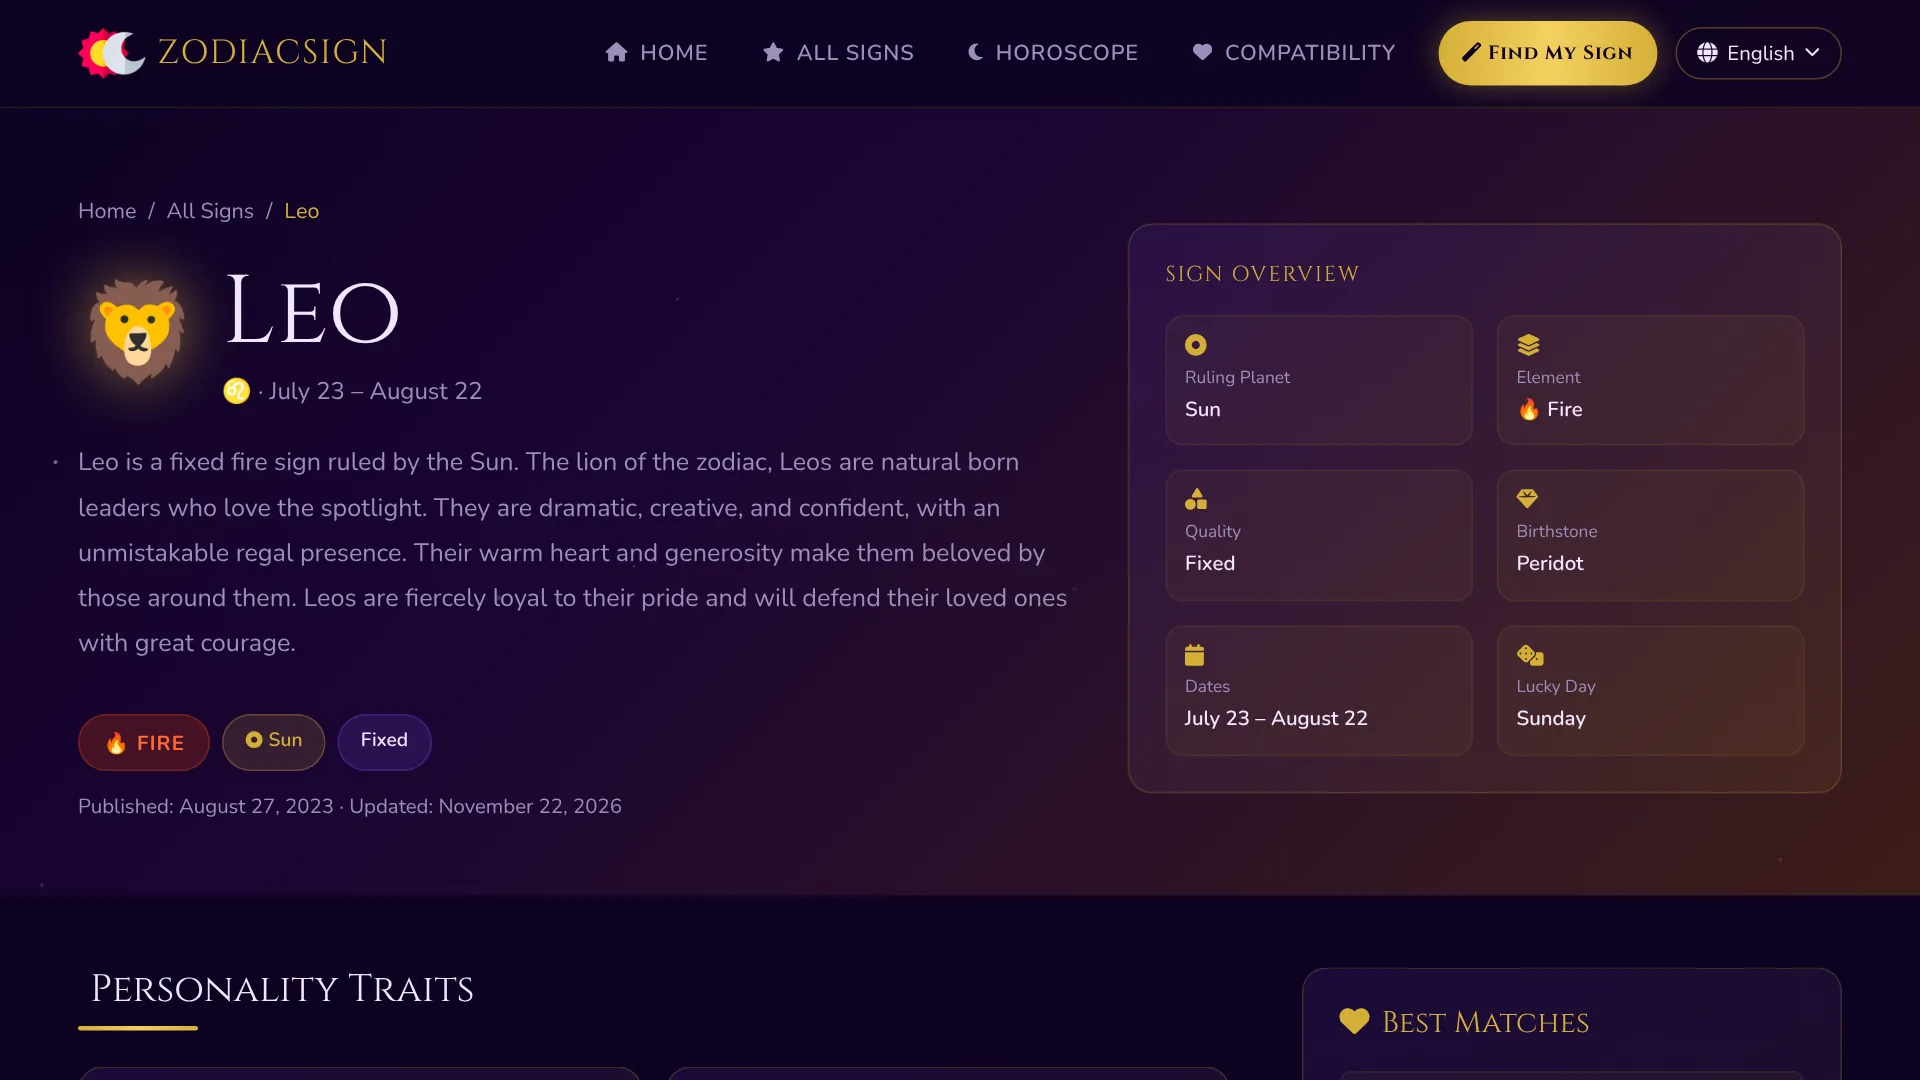 ZODIACSIGN
HOME
ALL SIGNS
HOROSCOPE
COMPATIBILITY
Find My Sign
English
Home / All Signs / Leo
Leo
♌ · July 23 – August 22
Leo is a fixed fire sign ruled by the Sun. The lion of the zodiac, Leos are natural born
leaders who love the spotlight. They are dramatic, creative, and confident, with an
unmistakable regal presence. Their warm heart and generosity make them beloved by
those around them. Leos are fiercely loyal to their pride and will defend their loved ones
with great courage.
🔥 FIRE
Sun
Fixed
Published: August 27, 2023 · Updated: November 22, 2026
SIGN OVERVIEW
Ruling Planet
Sun
Element
🔥 Fire
Quality
Fixed
Birthstone
Peridot
Dates
July 23 – August 22
Lucky Day
Sunday
Personality Traits
Best Matches